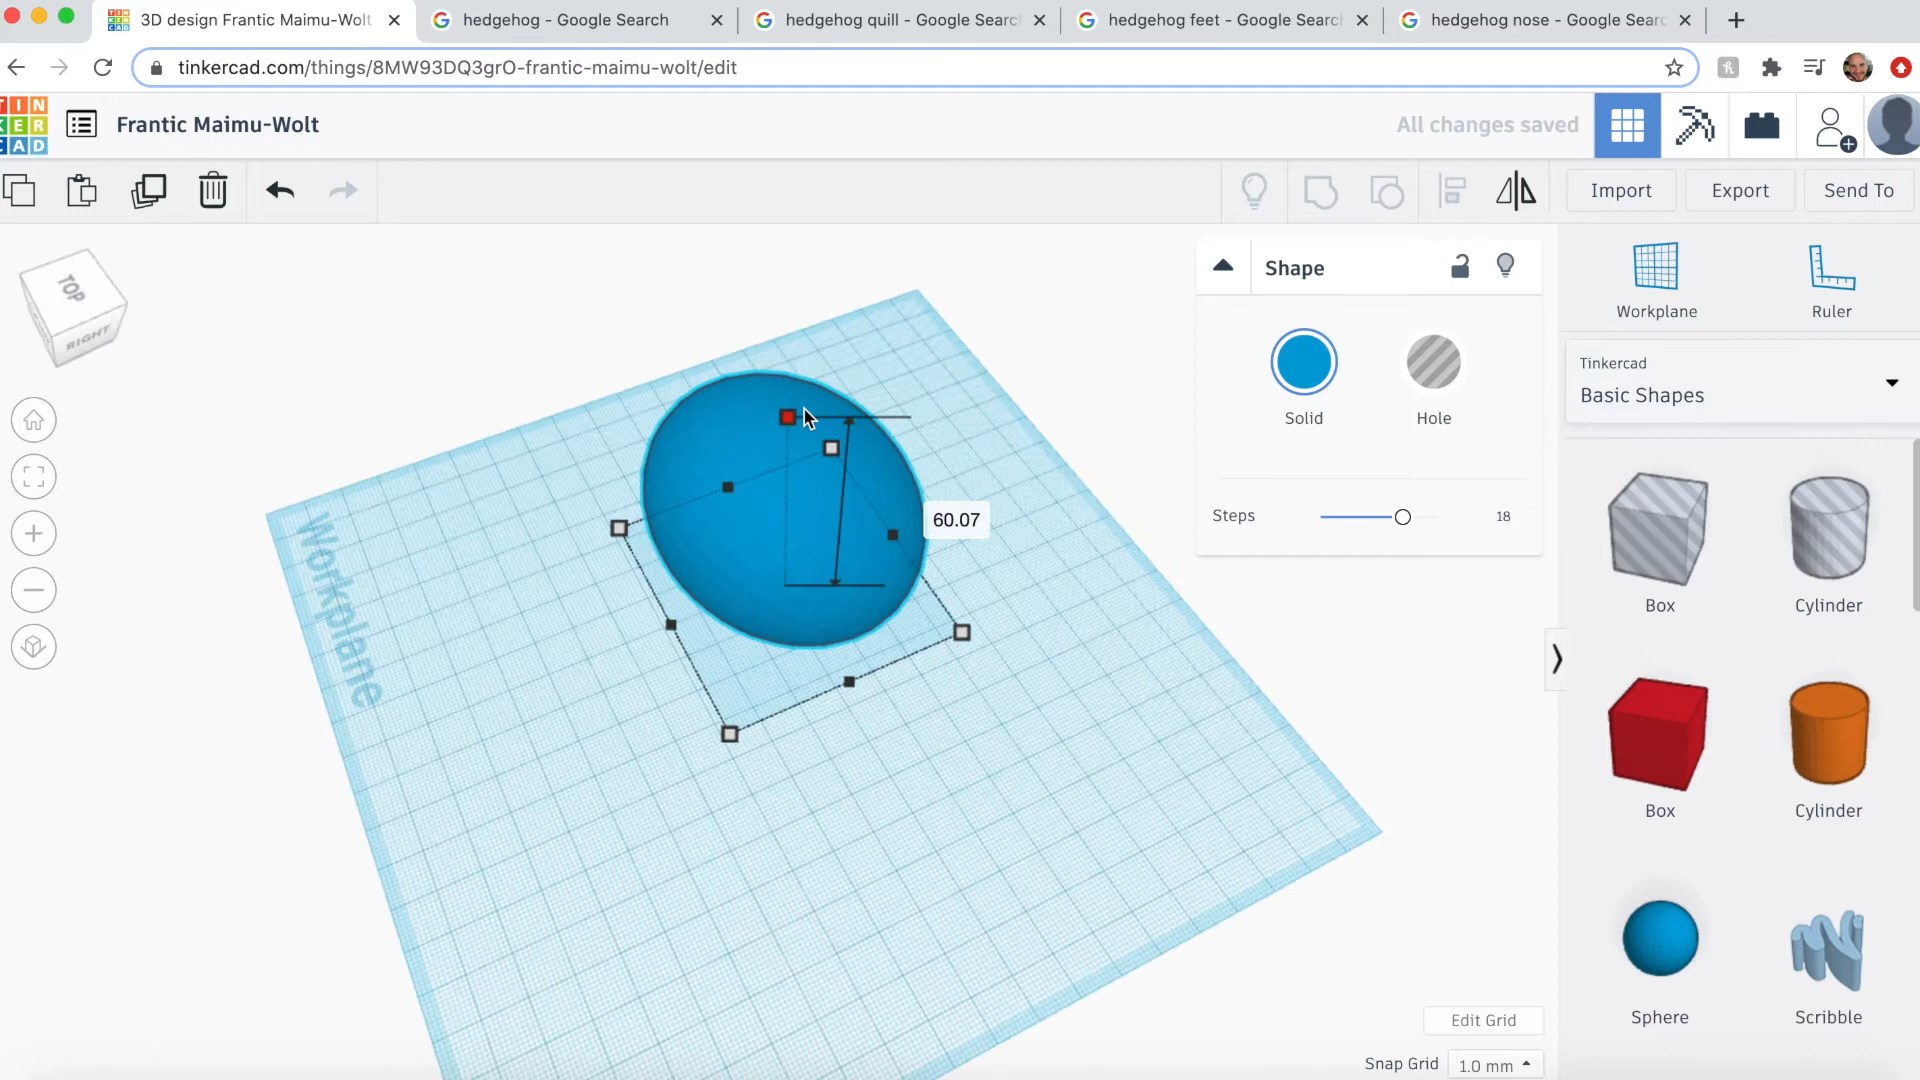 3D design Frantic Maimu-Wolt
hedgehog - Google Search
hedgehog quill - Google Searc
hedgehog feet - Google Searc
hedgehog nose - Google Searc
tinkercad.com/things/8MW93DQ3grO-frantic-maimu-wolt/edit
TIN
KER
CAD
Frantic Maimu-Wolt
All changes saved
Import
Export
Send To
TOP
RIGHT
Shape
Solid
Hole
Steps
18
Workplane
Ruler
Tinkercad
Basic Shapes
60.07
Workplane
Box
Cylinder
Box
Cylinder
Sphere
Scribble
Edit Grid
Snap Grid
1.0 mm